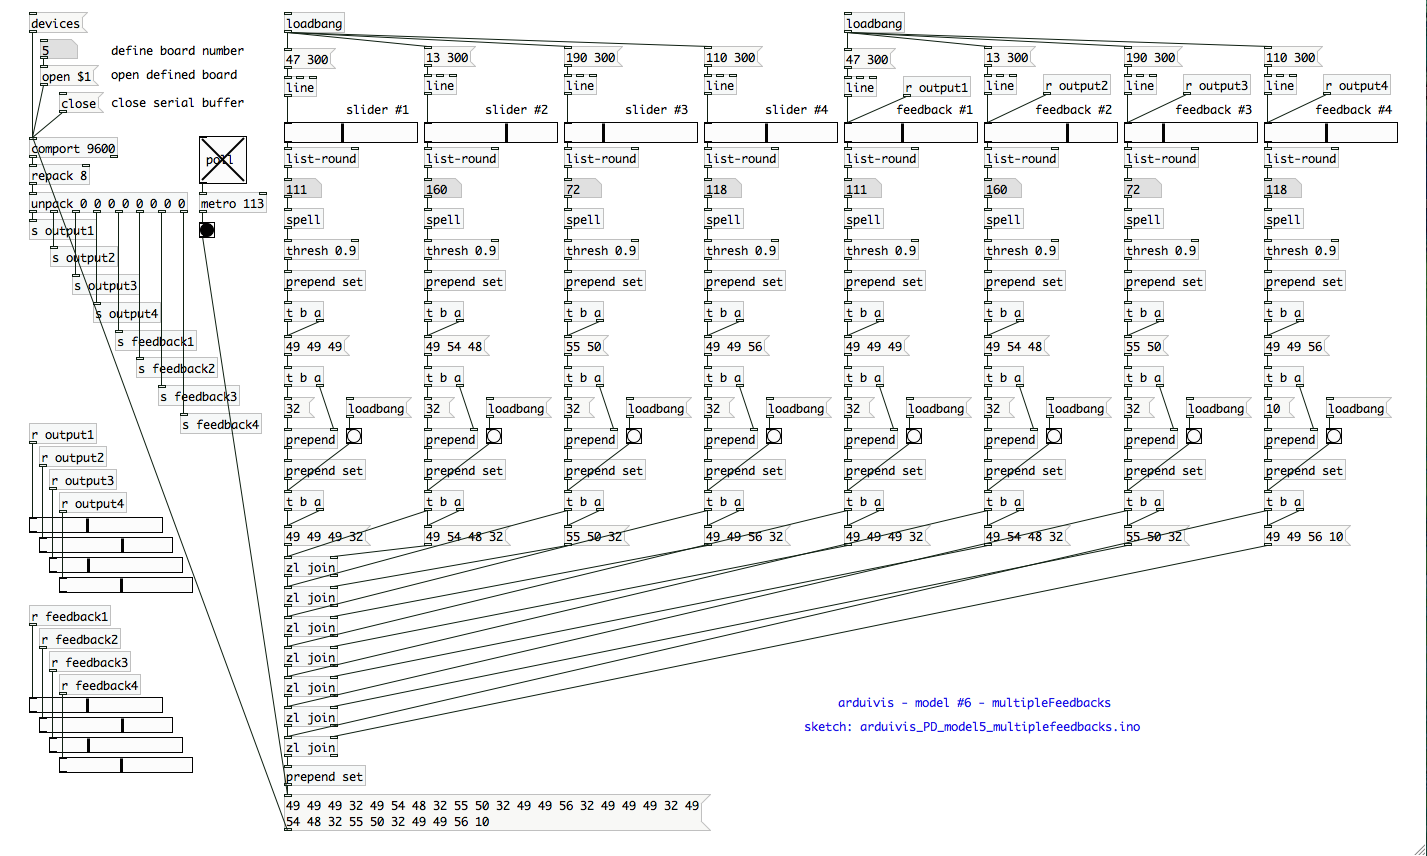 devices
5
define board number
open $1
open defined board
close
close serial buffer
comport 9600
repack 8
unpack 0 0 0 0 0 0 0 0
poll
metro 113
s output1
s output2
s output3
s output4
s feedback1
s feedback2
s feedback3
s feedback4
r output1
r output2
r output3
r output4
r feedback1
r feedback2
r feedback3
r feedback4
loadbang
loadbang
47 300
13 300
190 300
110 300
47 300
13 300
190 300
110 300
line
line
line
line
line
r output1
line
r output2
line
r output3
line
r output4
slider #1
slider #2
slider #3
slider #4
feedback #1
feedback #2
feedback #3
feedback #4
list-round
list-round
list-round
list-round
list-round
list-round
list-round
list-round
111
160
72
118
111
160
72
118
spell
spell
spell
spell
spell
spell
spell
spell
thresh 0.9
thresh 0.9
thresh 0.9
thresh 0.9
thresh 0.9
thresh 0.9
thresh 0.9
thresh 0.9
prepend set
prepend set
prepend set
prepend set
prepend set
prepend set
prepend set
prepend set
t b a
t b a
t b a
t b a
t b a
t b a
t b a
t b a
49 49 49
49 54 48
55 50
49 49 56
49 49 49
49 54 48
55 50
49 49 56
t b a
t b a
t b a
t b a
t b a
t b a
t b a
t b a
32
loadbang
32
loadbang
32
loadbang
32
loadbang
32
loadbang
32
loadbang
32
loadbang
10
loadbang
prepend
prepend
prepend
prepend
prepend
prepend
prepend
prepend
prepend set
prepend set
prepend set
prepend set
prepend set
prepend set
prepend set
prepend set
t b a
t b a
t b a
t b a
t b a
t b a
t b a
t b a
49 49 49 32
49 54 48 32
55 50 32
49 49 56 32
49 49 49 32
49 54 48 32
55 50 32
49 49 56 10
zl join
zl join
zl join
zl join
zl join
zl join
zl join
prepend set
49 49 49 32 49 54 48 32 55 50 32 49 49 56 32 49 49 49 32 49
54 48 32 55 50 32 49 49 56 10
arduivis - model #6 - multipleFeedbacks
sketch: arduivis_PD_model5_multiplefeedbacks.ino